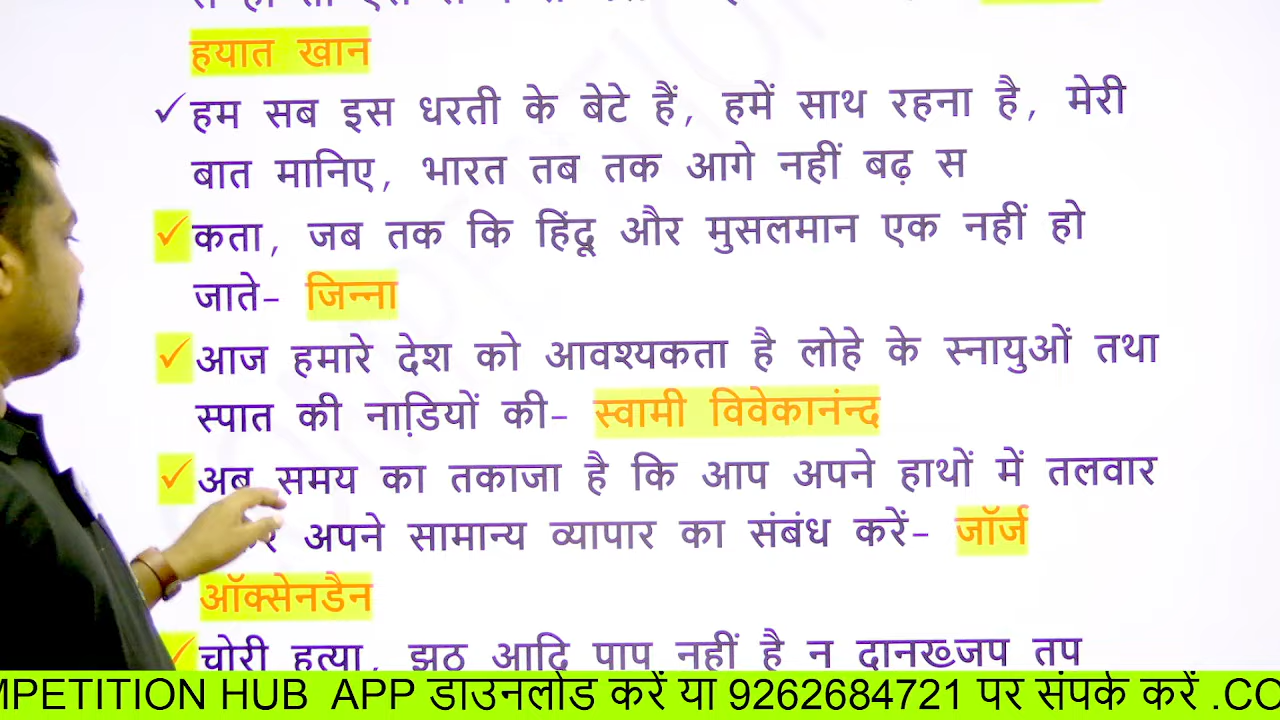 हयात खान
✓हम सब इस धरती के बेटे हैं, हमें साथ रहना है, मेरी
बात मानिए, भारत तब तक आगे नहीं बढ़ स
✓कता, जब तक कि हिंदू और मुसलमान एक नहीं हो
जाते- जिन्ना
✓आज हमारे देश को आवश्यकता है लोहे के स्नायुओं तथा
स्पात की नाडि़यों की- स्वामी विवेकानंन्द
✓अब समय का तकाजा है कि आप अपने हाथों में तलवार
अपने सामान्य व्यापार का संबंध करें- जॉर्ज
ऑक्सेनडैन
✓चोरी हत्या, झूठ आदि पाप नहीं है न दानख्जप तप
MPETITION HUB APP डाउनलोड करें या 9262684721 पर संपर्क करें .CO